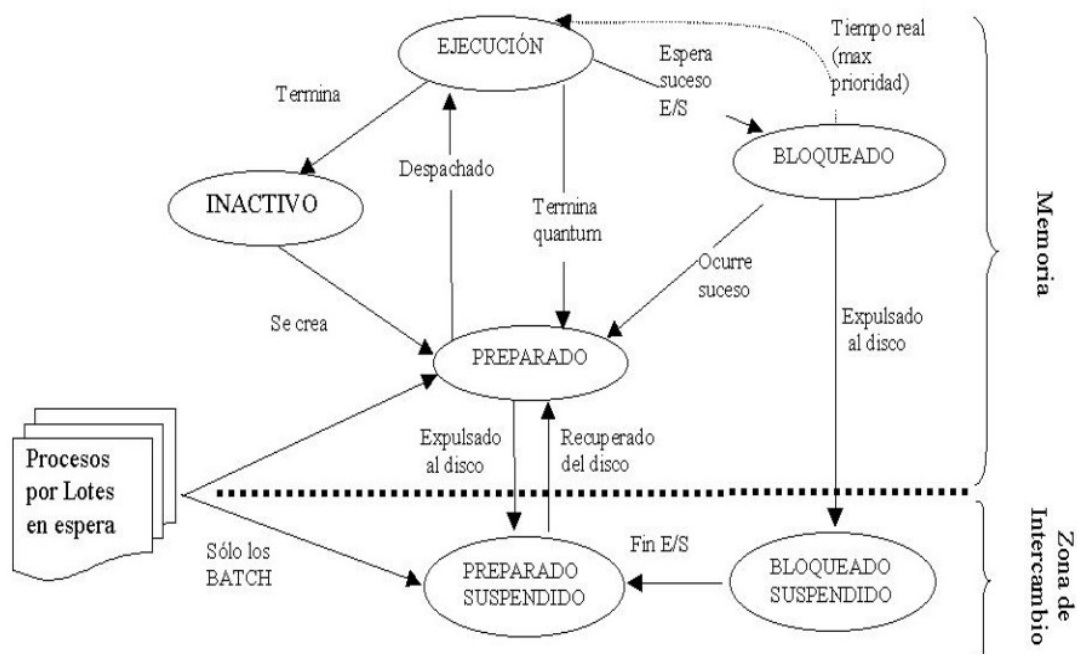 EJECUCIÓN
Tiempo real
(max
prioridad)
Espera
suceso
E/S
Termina
Despachado
BLOQUEADO
INACTIVO
Termina
quantum
Ocurre
suceso
Memoria
Se crea
Expulsado
al disco
PREPARADO
Expulsado
al disco
Recuperado
del disco
Procesos
por Lotes
en espera
Sólo los
BATCH
Fin E/S
PREPARADO
SUSPENDIDO
BLOQUEADO
SUSPENDIDO
Zona de
Intercambio